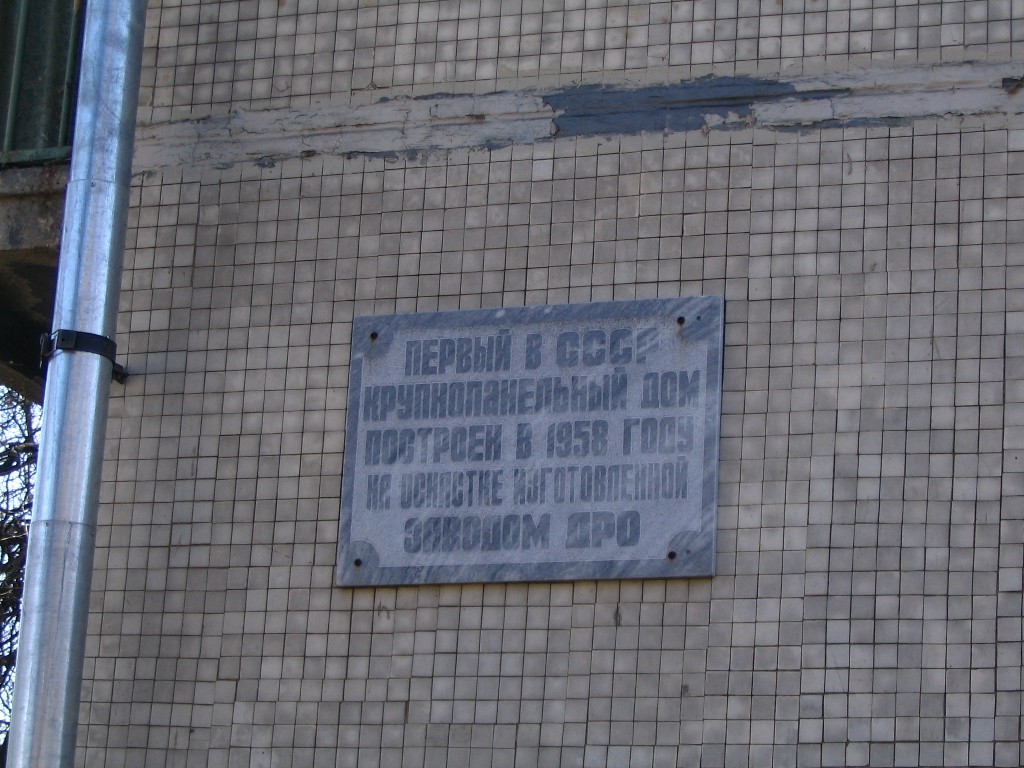 ПЕРВЫЙ В СССР
КРУПНОПАНЕЛЬНЫЙ ДОМ
ПОСТРОЕН В 1958 ГОДУ
НА ОСНАСТКЕ ИЗГОТОВЛЕННОЙ
ЗАВОДОМ ДРО